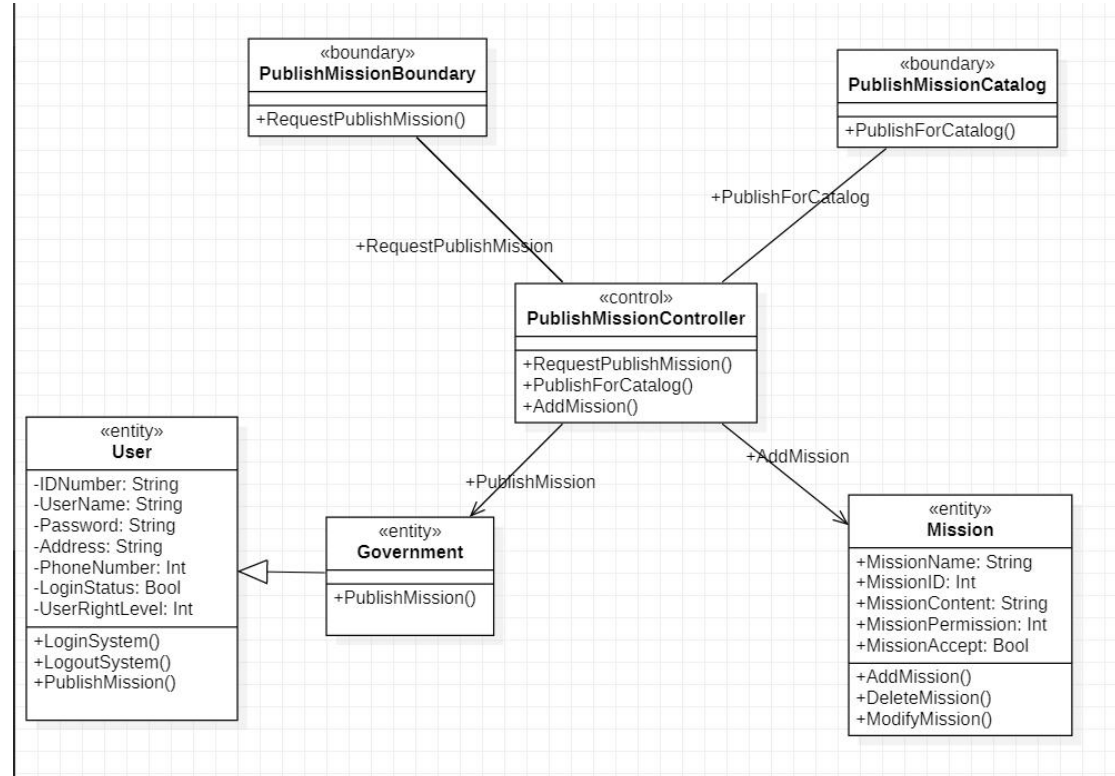 «boundary»
PublishMissionBoundary
+RequestPublishMission()
«boundary»
PublishMissionCatalog
+PublishForCatalog()
+PublishForCatalog
+RequestPublishMission
«control»
PublishMissionController
+RequestPublishMission()
+PublishForCatalog()
+AddMission()
+PublishMission
+AddMission
«entity»
User
-IDNumber: String
-UserName: String
-Password: String
-Address: String
-PhoneNumber: Int
-LoginStatus: Bool
-UserRightLevel: Int
+LoginSystem()
+LogoutSystem()
+PublishMission()
«entity»
Government
+PublishMission()
«entity»
Mission
+MissionName: String
+MissionID: Int
+MissionContent: String
+MissionPermission: Int
+MissionAccept: Bool
+AddMission()
+DeleteMission()
+ModifyMission()